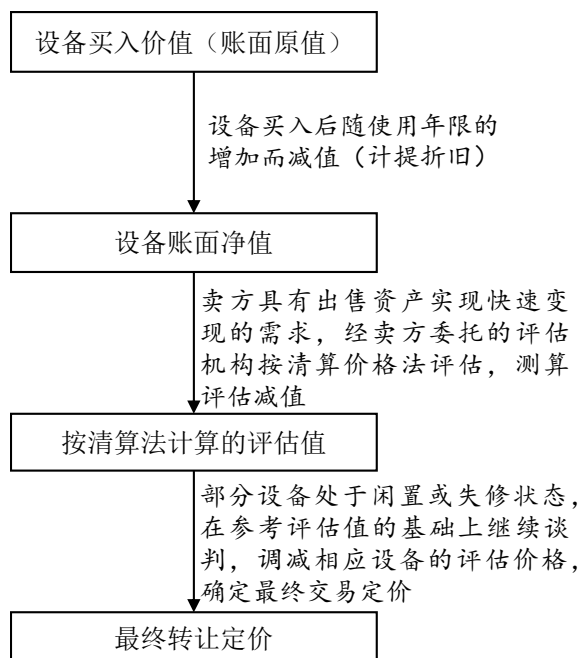 设备买入价值（账面原值）
设备买入后随使用年限的
增加而减值（计提折旧）
设备账面净值
卖方具有出售资产实现快速变
现的需求，经卖方委托的评估
机构按清算价格法评估，测算
评估减值
按清算法计算的评估值
部分设备处于闲置或失修状态，
在参考评估值的基础上继续谈
判，调减相应设备的评估价格，
确定最终交易定价
最终转让定价